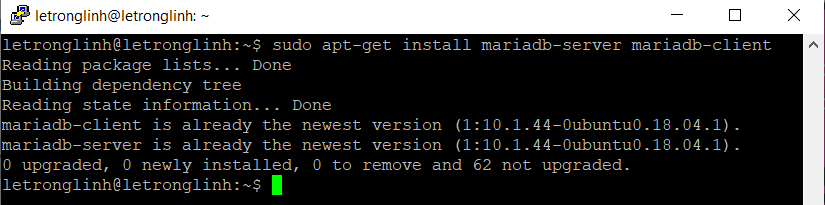 letronglinh@letronglinh: ~
letronglinh@letronglinh:~$ sudo apt-get install mariadb-server mariadb-client
Reading package lists... Done
Building dependency tree
Reading state information... Done
mariadb-client is already the newest version (1:10.1.44-0ubuntu0.18.04.1).
mariadb-server is already the newest version (1:10.1.44-0ubuntu0.18.04.1).
0 upgraded, 0 newly installed, 0 to remove and 62 not upgraded.
letronglinh@letronglinh:~$